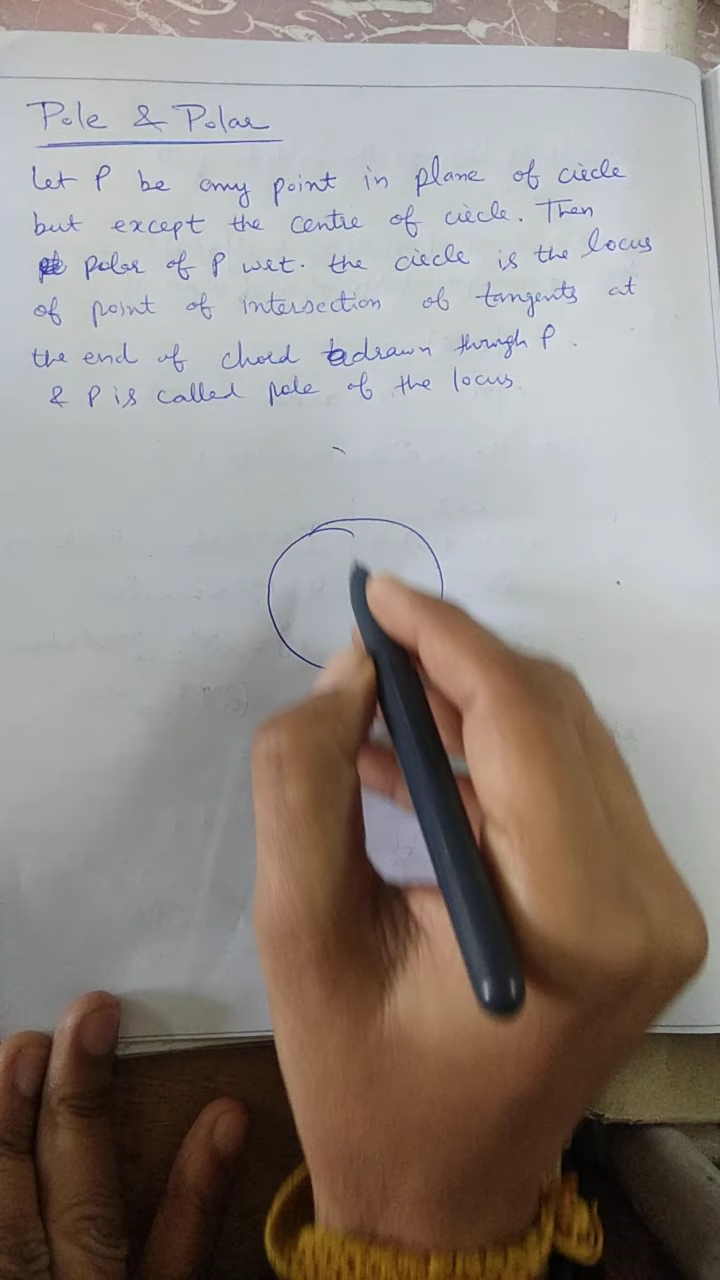 Pole & Polar
Let P be any point in plane of circle
but except the centre of circle. Then
polar of P wrt. the circle is the locus
of point of intersection of tangents at
the end of chord drawn through P.
& P is called pole of the locus.